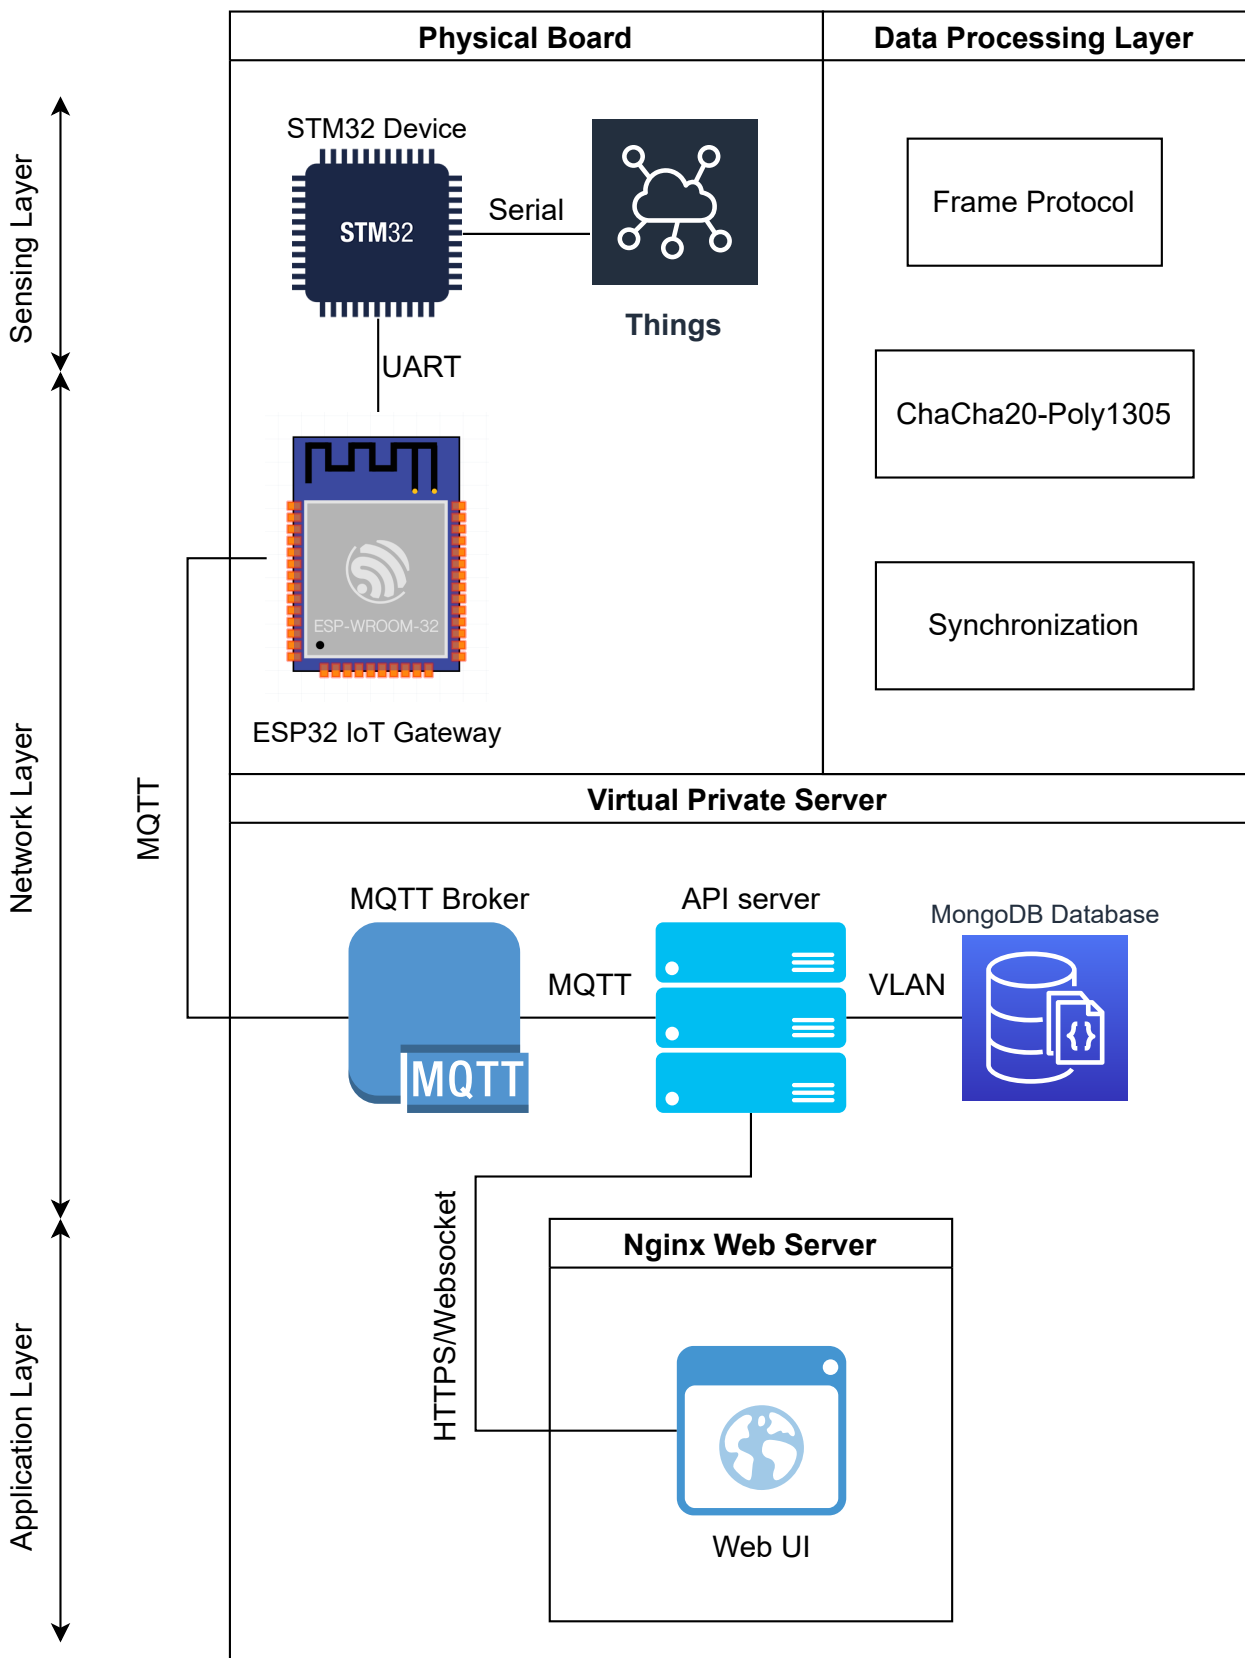 Physical Board
Data Processing Layer
Sensing Layer
STM32 Device
STM32
Serial
Things
Frame Protocol
UART
ChaCha20-Poly1305
ESP-WROOM-32
Synchronization
ESP32 IoT Gateway
Network Layer
MQTT
Virtual Private Server
MQTT Broker
API server
MongoDB Database
MQTT
VLAN
MQTT
{}
HTTPS/Websocket
Nginx Web Server
Application Layer
Web UI